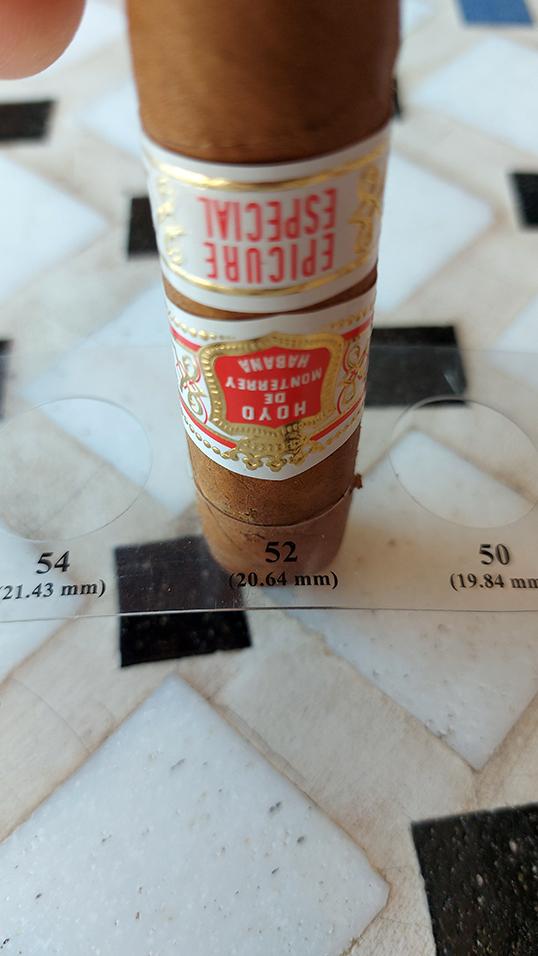 EPICURE
ESPECIAL
HOYO
DE
MONTERREY
HABANA
54
(21.43 mm)
52
(20.64 mm)
50
(19.84 mm